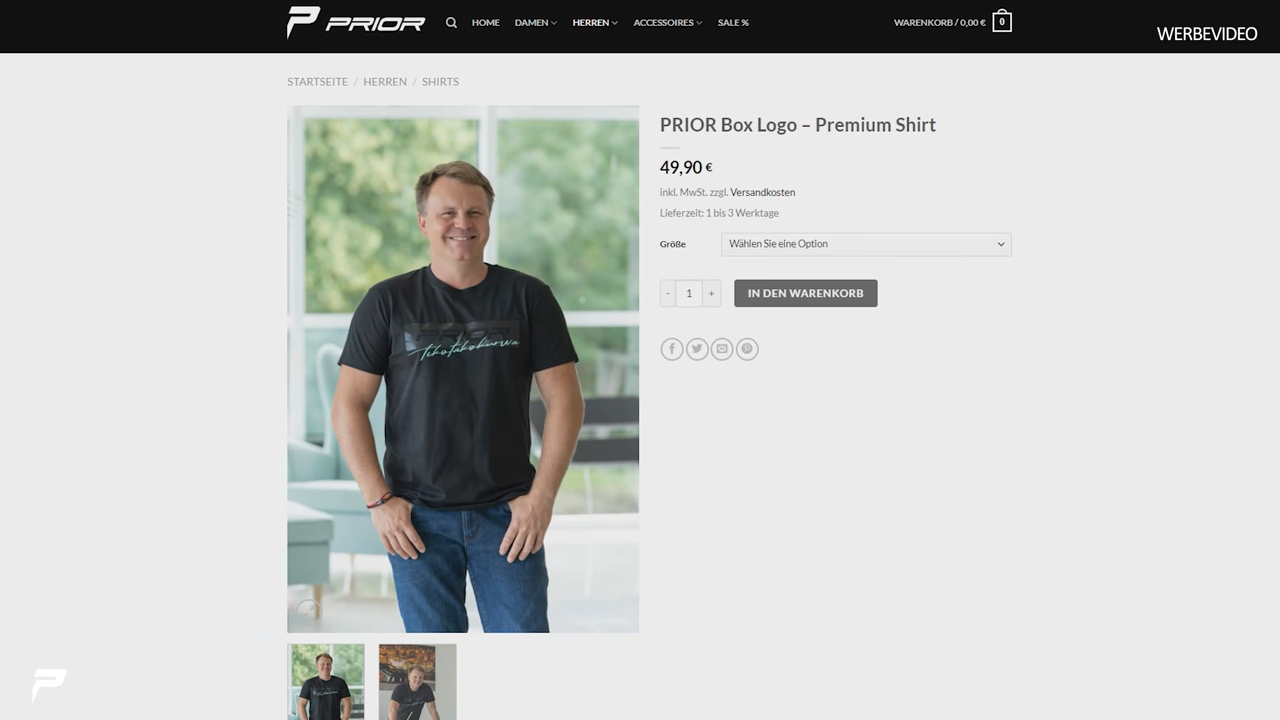 PRIOR
HOME
DAMEN
HERREN
ACCESSOIRES
SALE %
WARENKORB / 0,00 €
0
WERBEVIDEO
STARTSEITE / HERREN / SHIRTS
PRIOR Box Logo – Premium Shirt
49,90 €
inkl. MwSt. zzgl. Versandkosten
Lieferzeit: 1 bis 3 Werktage
Größe
Wählen Sie eine Option
- 1 +
IN DEN WARENKORB
PRIOR